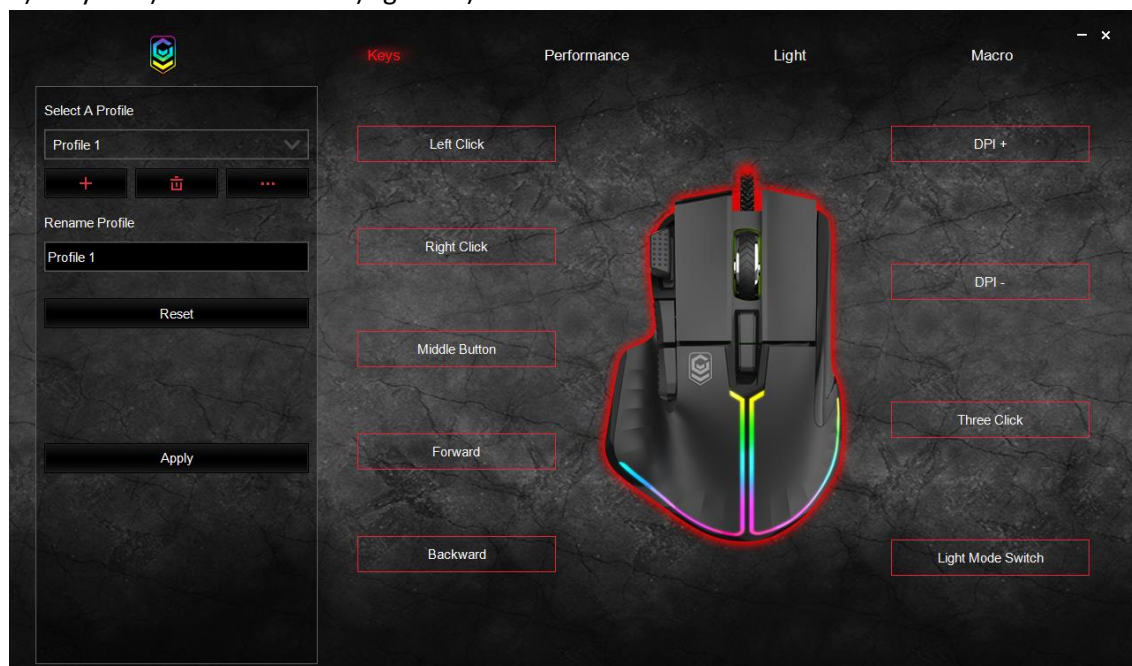 Keys
Performance
Light
Macro
Select A Profile
Profile 1
Rename Profile
Profile 1
Reset
Apply
Left Click
Right Click
Middle Button
Forward
Backward
DPI +
DPI -
Three Click
Light Mode Switch